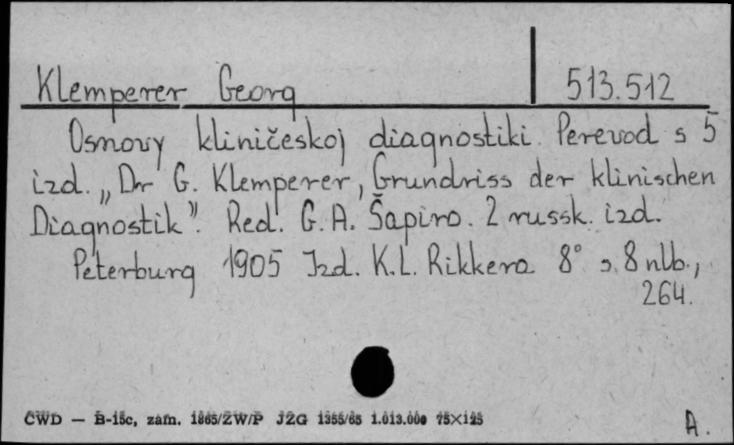 Klemperer Georg 513.512
Osnovy kliničeskoj diagnostiki. Perevod s 5
izd. „Dr G. Klemperer, Grundriss der klinischen
Diagnostik". Red. G. A. Šapiro. 2 russk. izd.
Peterburg 1905 Izd. K. L. Rikkera 8° s. 8 nlb.,
264.
ČWD — B-15c, zam. 1865/ZW/P JZG 1355/65 1.013.000 75×125
A.